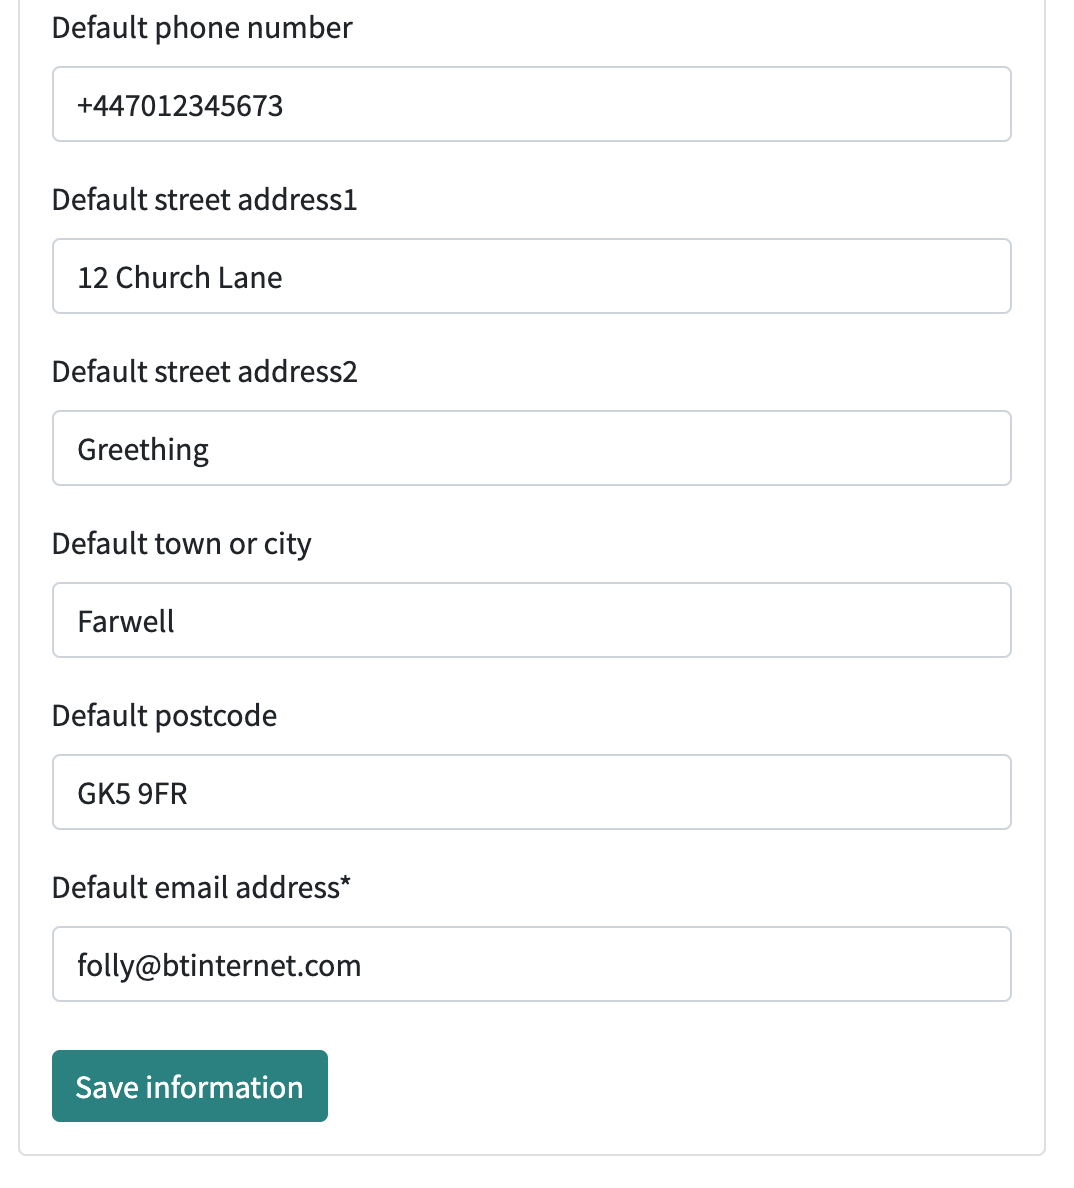 Default phone number
+447012345673
Default street address1
12 Church Lane
Default street address2
Greething
Default town or city
Farwell
Default postcode
GK5 9FR
Default email address*
folly@btinternet.com
Save information